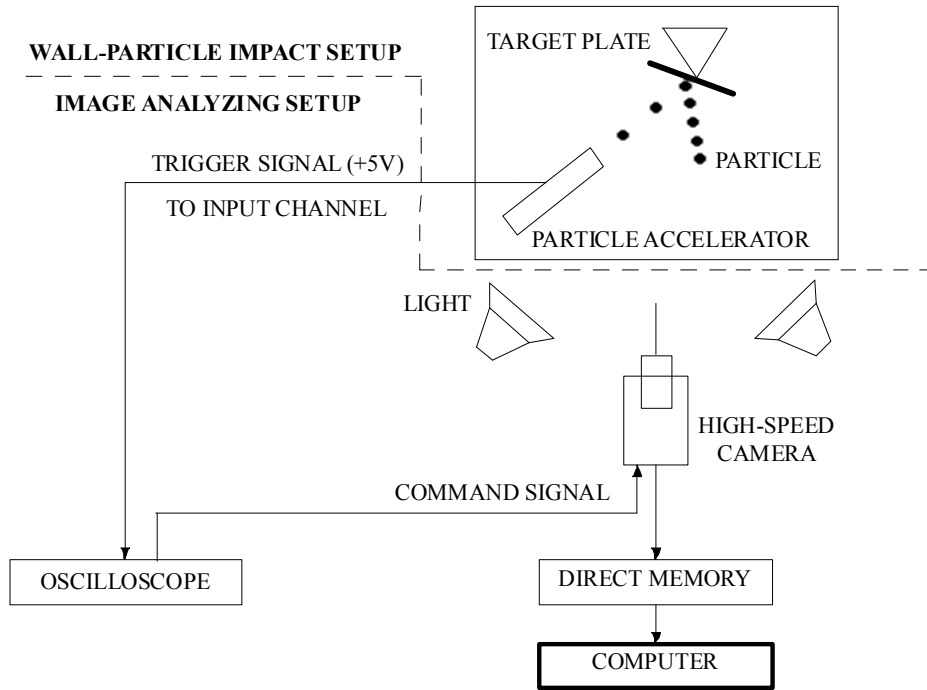 WALL-PARTICLE IMPACT SETUP
IMAGE ANALYZING SETUP
TARGET PLATE
PARTICLE
TRIGGER SIGNAL (+5V)
TO INPUT CHANNEL
PARTICLE ACCELERATOR
LIGHT
HIGH-SPEED
CAMERA
COMMAND SIGNAL
OSCILLOSCOPE
DIRECT MEMORY
COMPUTER